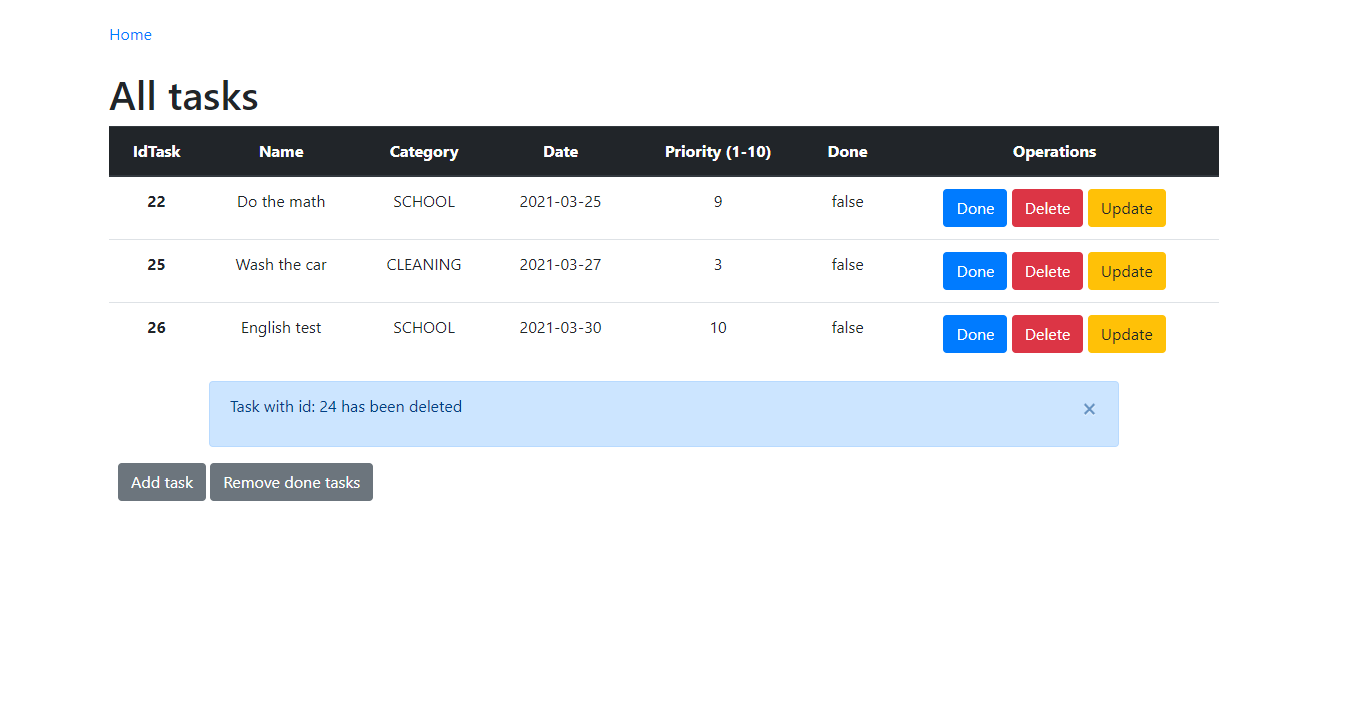 Home
All tasks
IdTask Name Category Date Priority (1-10) Done Operations
22 Do the math SCHOOL 2021-03-25 9 false Done Delete Update
25 Wash the car CLEANING 2021-03-27 3 false Done Delete Update
26 English test SCHOOL 2021-03-30 10 false Done Delete Update
Task with id: 24 has been deleted ×
Add task Remove done tasks